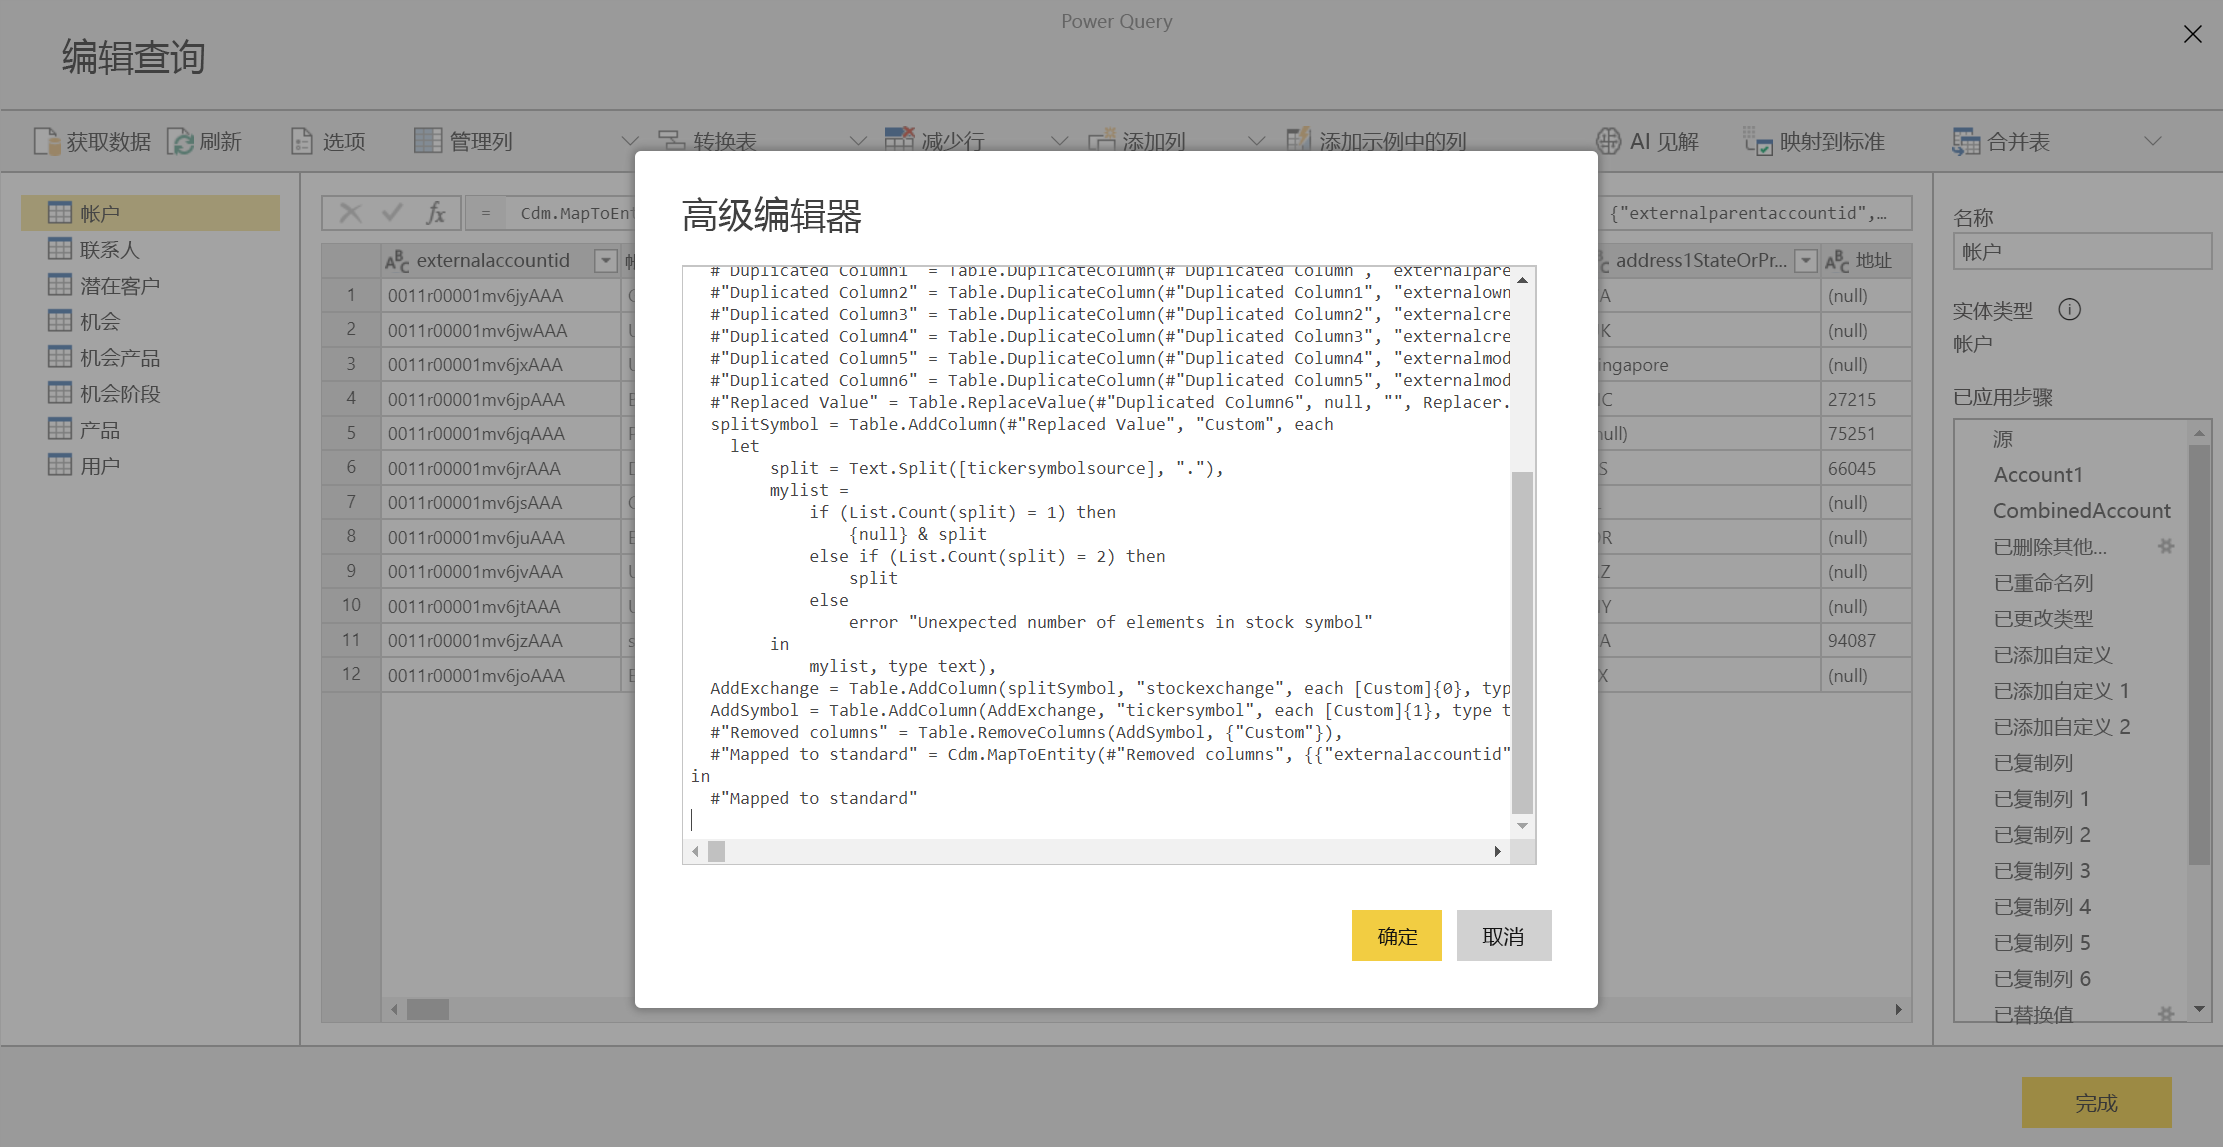 Power Query
编辑查询
获取数据
刷新
选项
管理列
转换表
减少行
添加列
添加示例中的列
AI 见解
映射到标准
合并表
帐户
联系人
潜在客户
机会
机会产品
机会阶段
产品
用户
fx
=
Cdm.MapToEnt
{"externalparentaccountid",...
externalaccountid
address1StateOrPr...
地址
1 0011r00001mv6jyAAA (null)
2 0011r00001mv6jwAAA (null)
3 0011r00001mv6jxAAA ingapore (null)
4 0011r00001mv6jpAAA 27215
5 0011r00001mv6jqAAA 75251
6 0011r00001mv6jrAAA 66045
7 0011r00001mv6jsAAA (null)
8 0011r00001mv6juAAA (null)
9 0011r00001mv6jvAAA (null)
10 0011r00001mv6jtAAA (null)
11 0011r00001mv6jzAAA 94087
12 0011r00001mv6joAAA (null)
高级编辑器
#"Duplicated Column1" = Table.DuplicateColumn(#"Duplicated Column", "externalpare
#"Duplicated Column2" = Table.DuplicateColumn(#"Duplicated Column1", "externalown
#"Duplicated Column3" = Table.DuplicateColumn(#"Duplicated Column2", "externalcre
#"Duplicated Column4" = Table.DuplicateColumn(#"Duplicated Column3", "externalcre
#"Duplicated Column5" = Table.DuplicateColumn(#"Duplicated Column4", "externalmod
#"Duplicated Column6" = Table.DuplicateColumn(#"Duplicated Column5", "externalmod
#"Replaced Value" = Table.ReplaceValue(#"Duplicated Column6", null, "", Replacer.
splitSymbol = Table.AddColumn(#"Replaced Value", "Custom", each
let
split = Text.Split([tickersymbolsource], "."),
mylist =
if (List.Count(split) = 1) then
{null} & split
else if (List.Count(split) = 2) then
split
else
error "Unexpected number of elements in stock symbol"
in
mylist, type text),
AddExchange = Table.AddColumn(splitSymbol, "stockexchange", each [Custom]{0}, typ
AddSymbol = Table.AddColumn(AddExchange, "tickersymbol", each [Custom]{1}, type t
#"Removed columns" = Table.RemoveColumns(AddSymbol, {"Custom"}),
#"Mapped to standard" = Cdm.MapToEntity(#"Removed columns", {{"externalaccountid"
in
#"Mapped to standard"
确定
取消
名称
帐户
实体类型
帐户
已应用步骤
源
Account1
CombinedAccount
已删除其他...
已重命名列
已更改类型
已添加自定义
已添加自定义 1
已添加自定义 2
已复制列
已复制列 1
已复制列 2
已复制列 3
已复制列 4
已复制列 5
已复制列 6
已替换值
完成